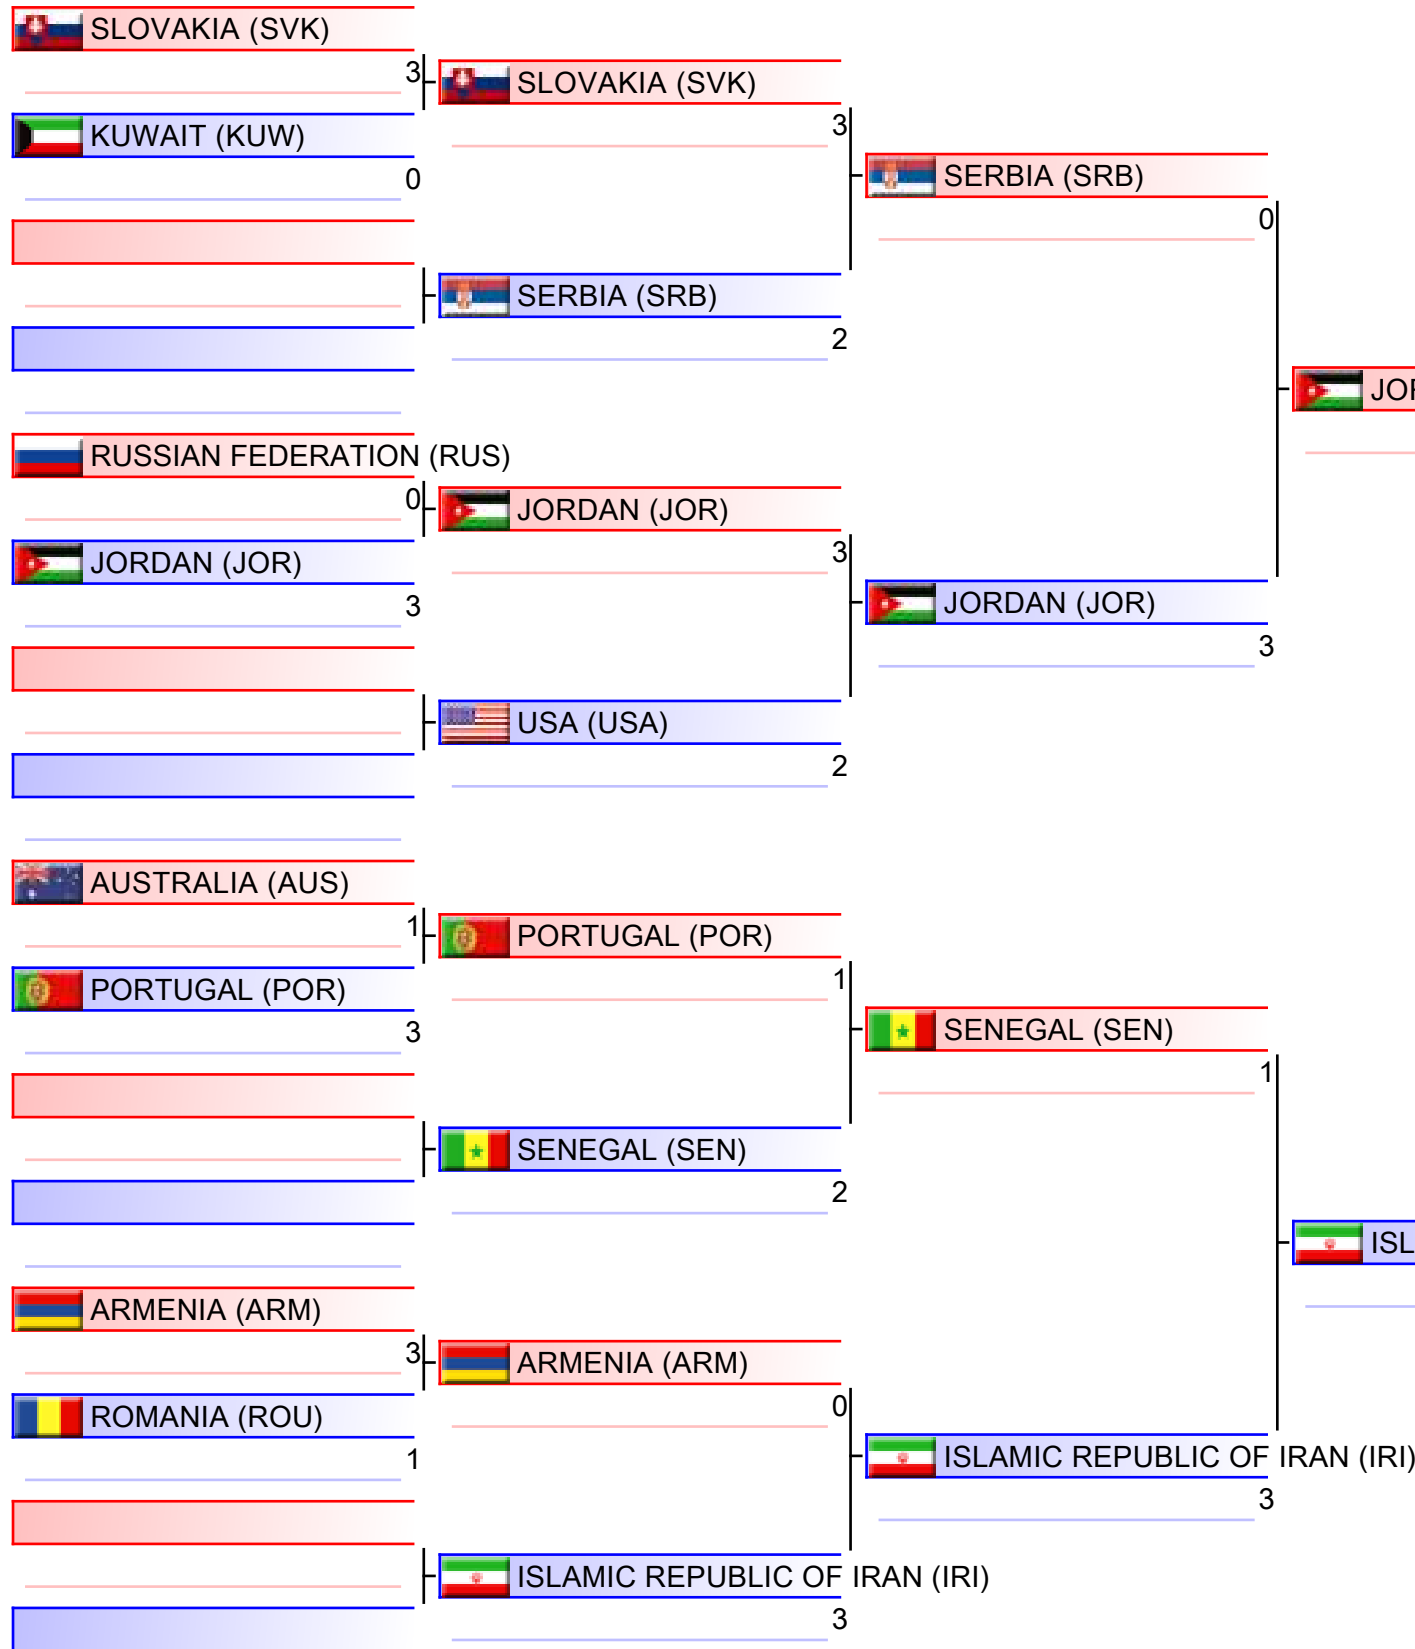 SLOVAKIA (SVK)
3
KUWAIT (KUW)
0
SLOVAKIA (SVK)
3
SERBIA (SRB)
2
SERBIA (SRB)
0
RUSSIAN FEDERATION (RUS)
0
JORDAN (JOR)
3
JORDAN (JOR)
3
USA (USA)
2
JORDAN (JOR)
3
AUSTRALIA (AUS)
1
PORTUGAL (POR)
3
PORTUGAL (POR)
1
SENEGAL (SEN)
2
SENEGAL (SEN)
1
ARMENIA (ARM)
3
ROMANIA (ROU)
1
ARMENIA (ARM)
0
ISLAMIC REPUBLIC OF IRAN (IRI)
3
ISLAMIC REPUBLIC OF IRAN (IRI)
3
ISL